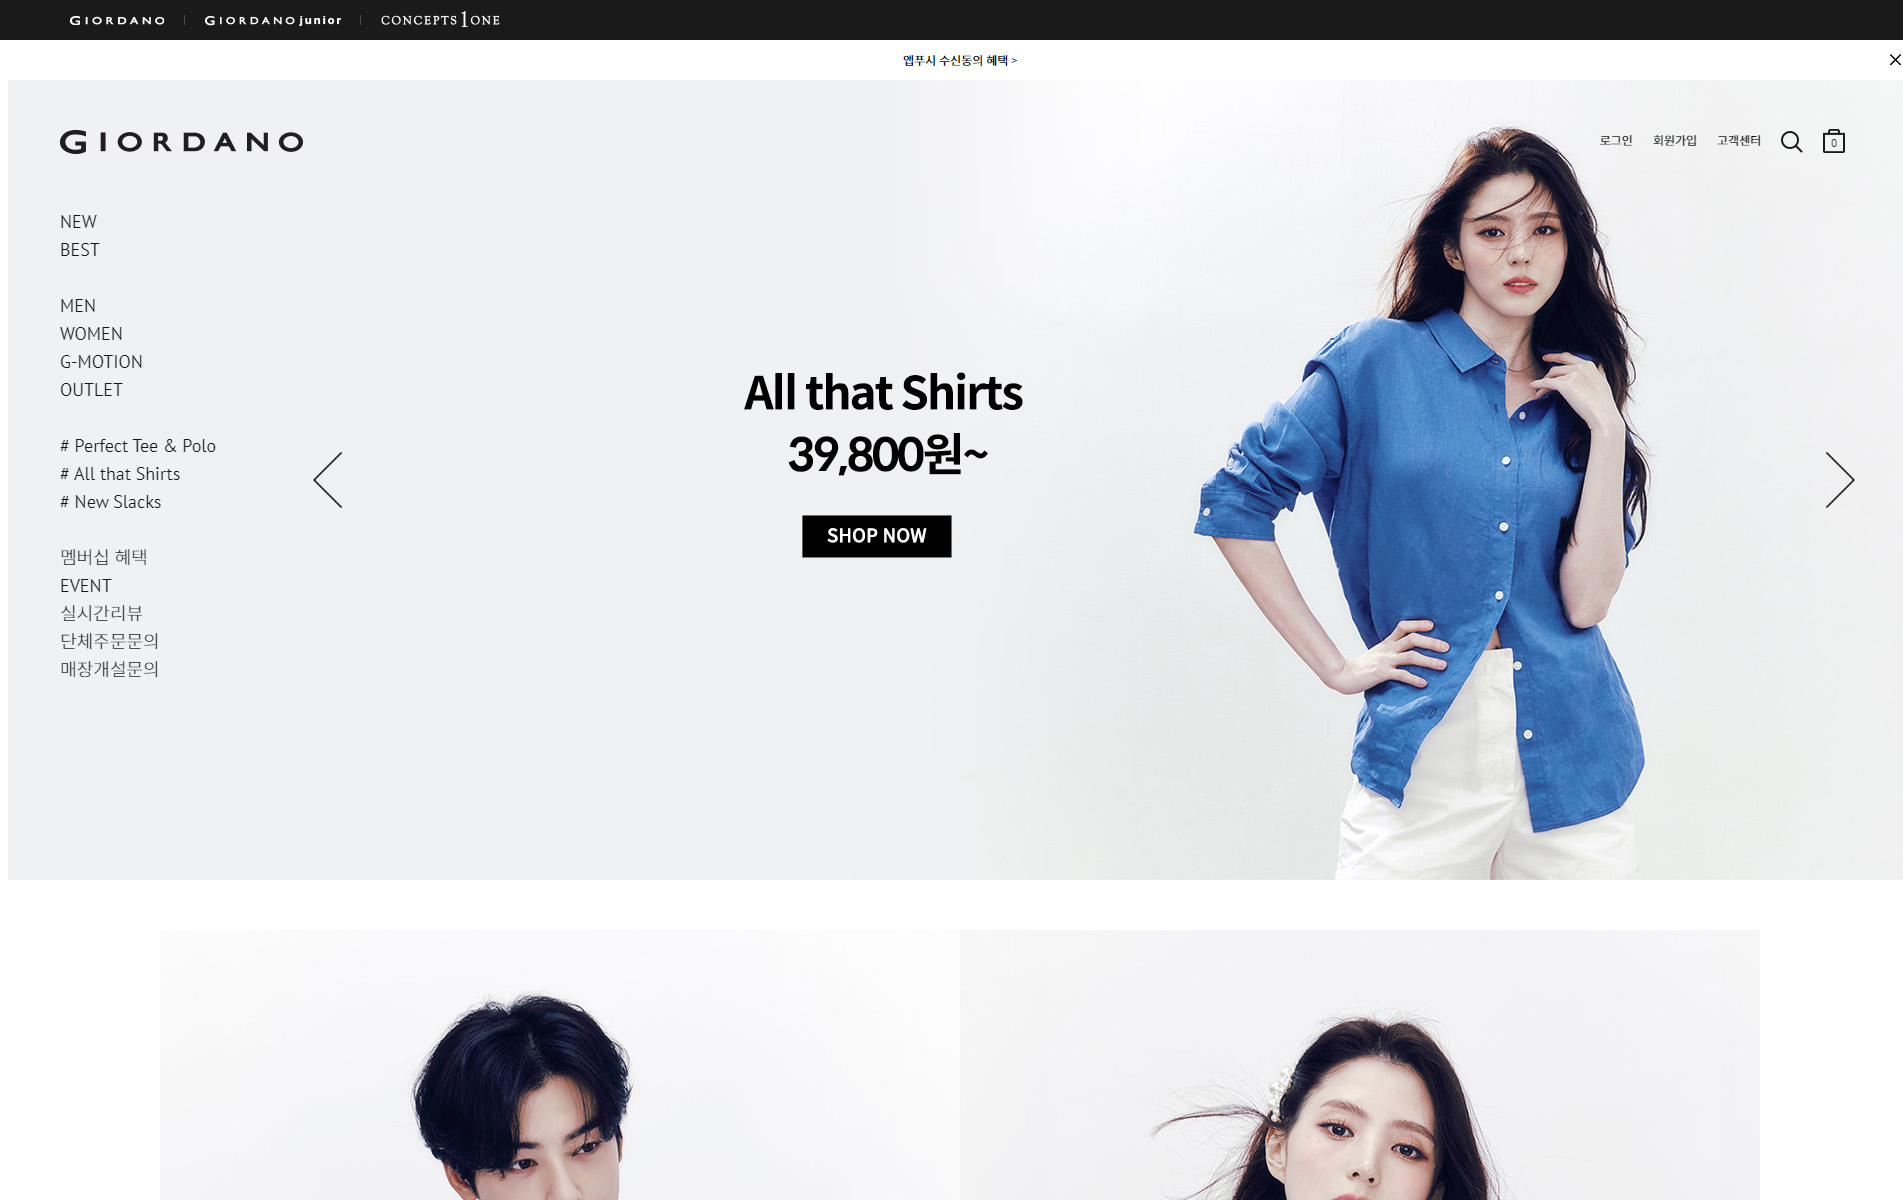 GIORDANO
GIORDANO junior
CONCEPTS1ONE
앱푸시 수신동의 혜택 >
GIORDANO
로그인
회원가입
고객센터
0
NEW
BEST
MEN
WOMEN
G-MOTION
OUTLET
# Perfect Tee & Polo
# All that Shirts
# New Slacks
멤버십 혜택
EVENT
실시간리뷰
단체주문문의
매장개설문의
All that Shirts
39,800원~
SHOP NOW